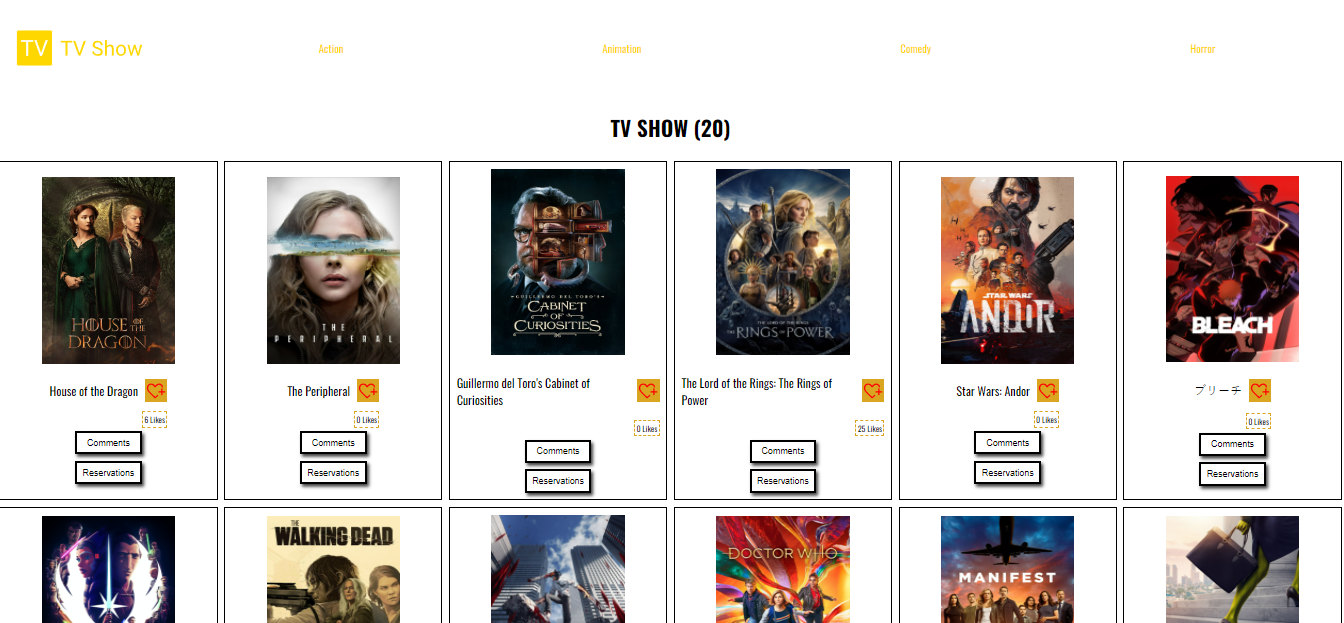 TV TV Show
Action
Animation
Comedy
Horror
TV SHOW (20)
HOUSE OF THE
DRAGON
THE
PERIPHERAL
GUILLERMO DEL TORO'S
CABINET
OF
CURIOSITIES
THE LORD OF THE RINGS
THE RINGS OF POWER
STAR WARS
ANDOR
BLEACH
House of the Dragon
The Peripheral
Guillermo del Toro's Cabinet of
Curiosities
The Lord of the Rings: The Rings of
Power
Star Wars: Andor
ブリーチ
6 Likes
0 Likes
0 Likes
25 Likes
0 Likes
0 Likes
Comments
Comments
Comments
Comments
Comments
Comments
Reservations
Reservations
Reservations
Reservations
Reservations
Reservations
THE
WALKING DEAD
DOCTOR WHO
MANIFEST